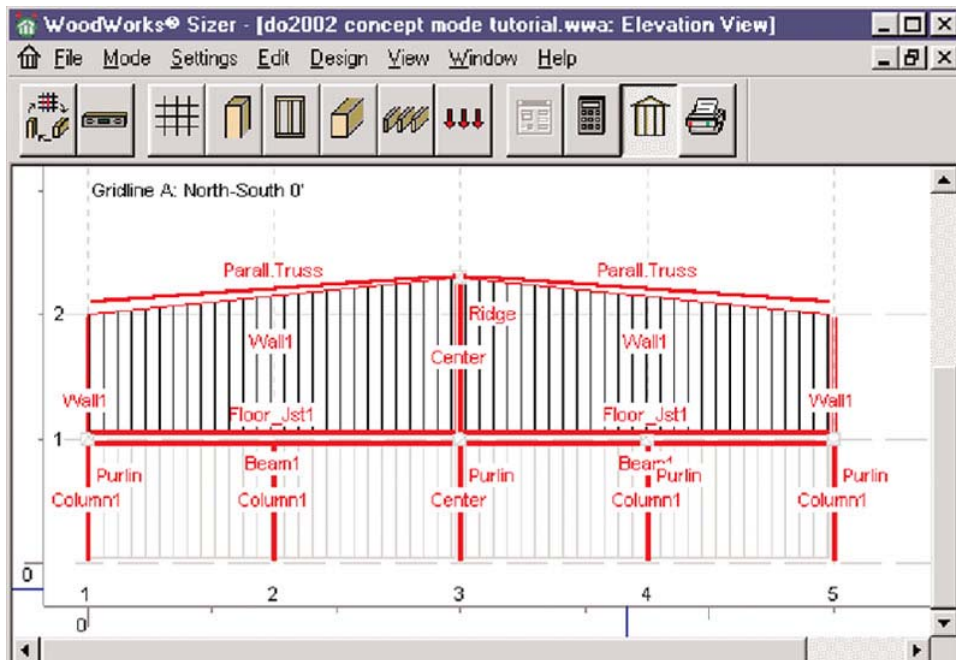 WoodWorks® Sizer - [do2002 concept mode tutorial.wwa: Elevation View]
File Mode Settings Edit Design View Window Help
Gridline A: North-South 0'
Parall.Truss Parall.Truss
2 Ridge
Wall1 Wall1
Center
Wall1 Wall1
Floor_Jst1 Floor_Jst1
1
Beam1 Beam1
Purlin Purlin Purlin Purlin
Column1 Column1 Center Column1 Column1
0
1 2 3 4 5
0